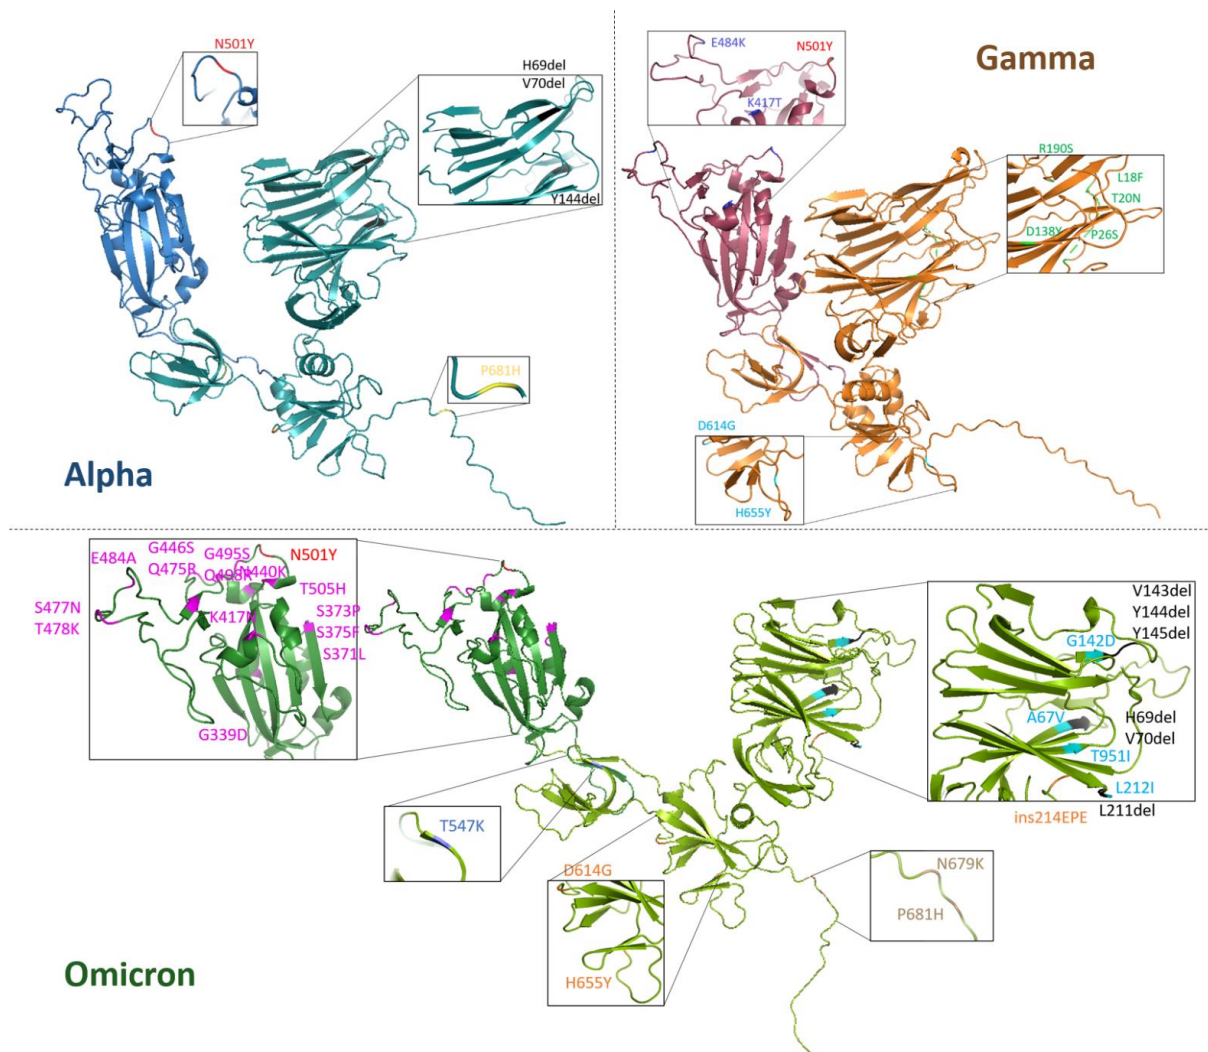 N501Y
H69del
V70del
Y144del
P681H
Alpha
E484K
N501Y
K417T
Gamma
R190S
L18F
T20N
D138Y
P26S
D614G
H655Y
E484A
G446S
G495S
N501Y
Q475R
Q498R
N440K
T505H
S477N
T478K
K417N
S373P
S375F
S371L
G339D
V143del
Y144del
Y145del
G142D
A67V
H69del
V70del
T951I
L212I
L211del
ins214EPE
T547K
D614G
H655Y
N679K
P681H
Omicron